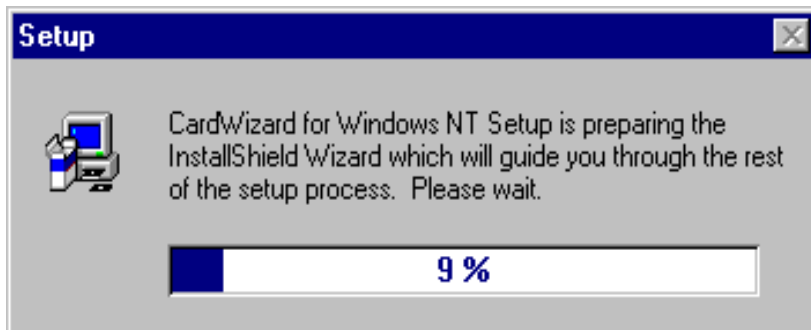 Setup
CardWizard for Windows NT Setup is preparing the
InstallShield Wizard which will guide you through the rest
of the setup process.  Please wait.
9 %